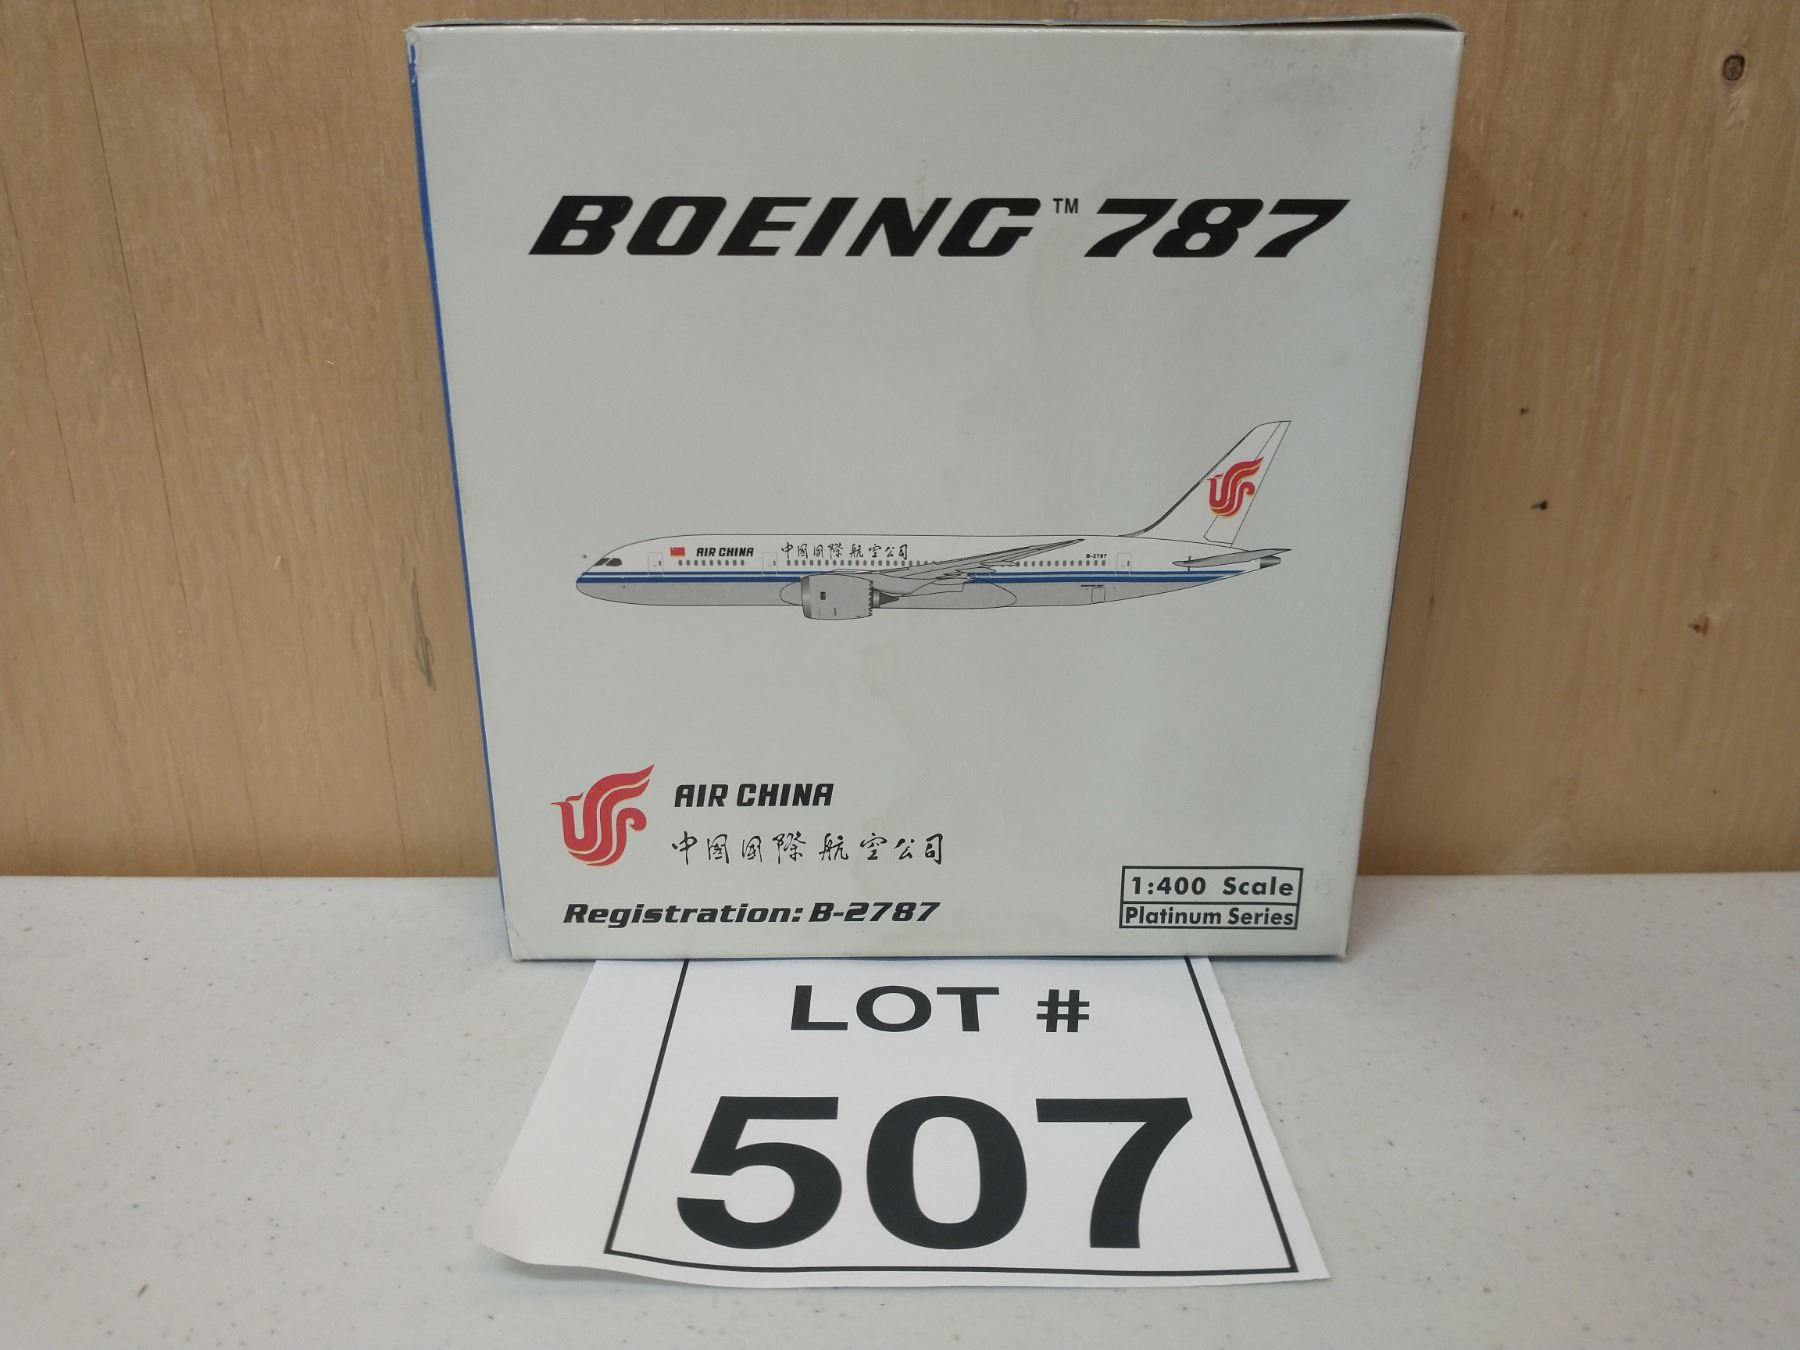 BOEING™ 787
AIR CHINA 中国国際航空公司
B-2787
AIR CHINA
中国国際航空公司
Registration: B-2787
1:400 Scale
Platinum Series
LOT #
507